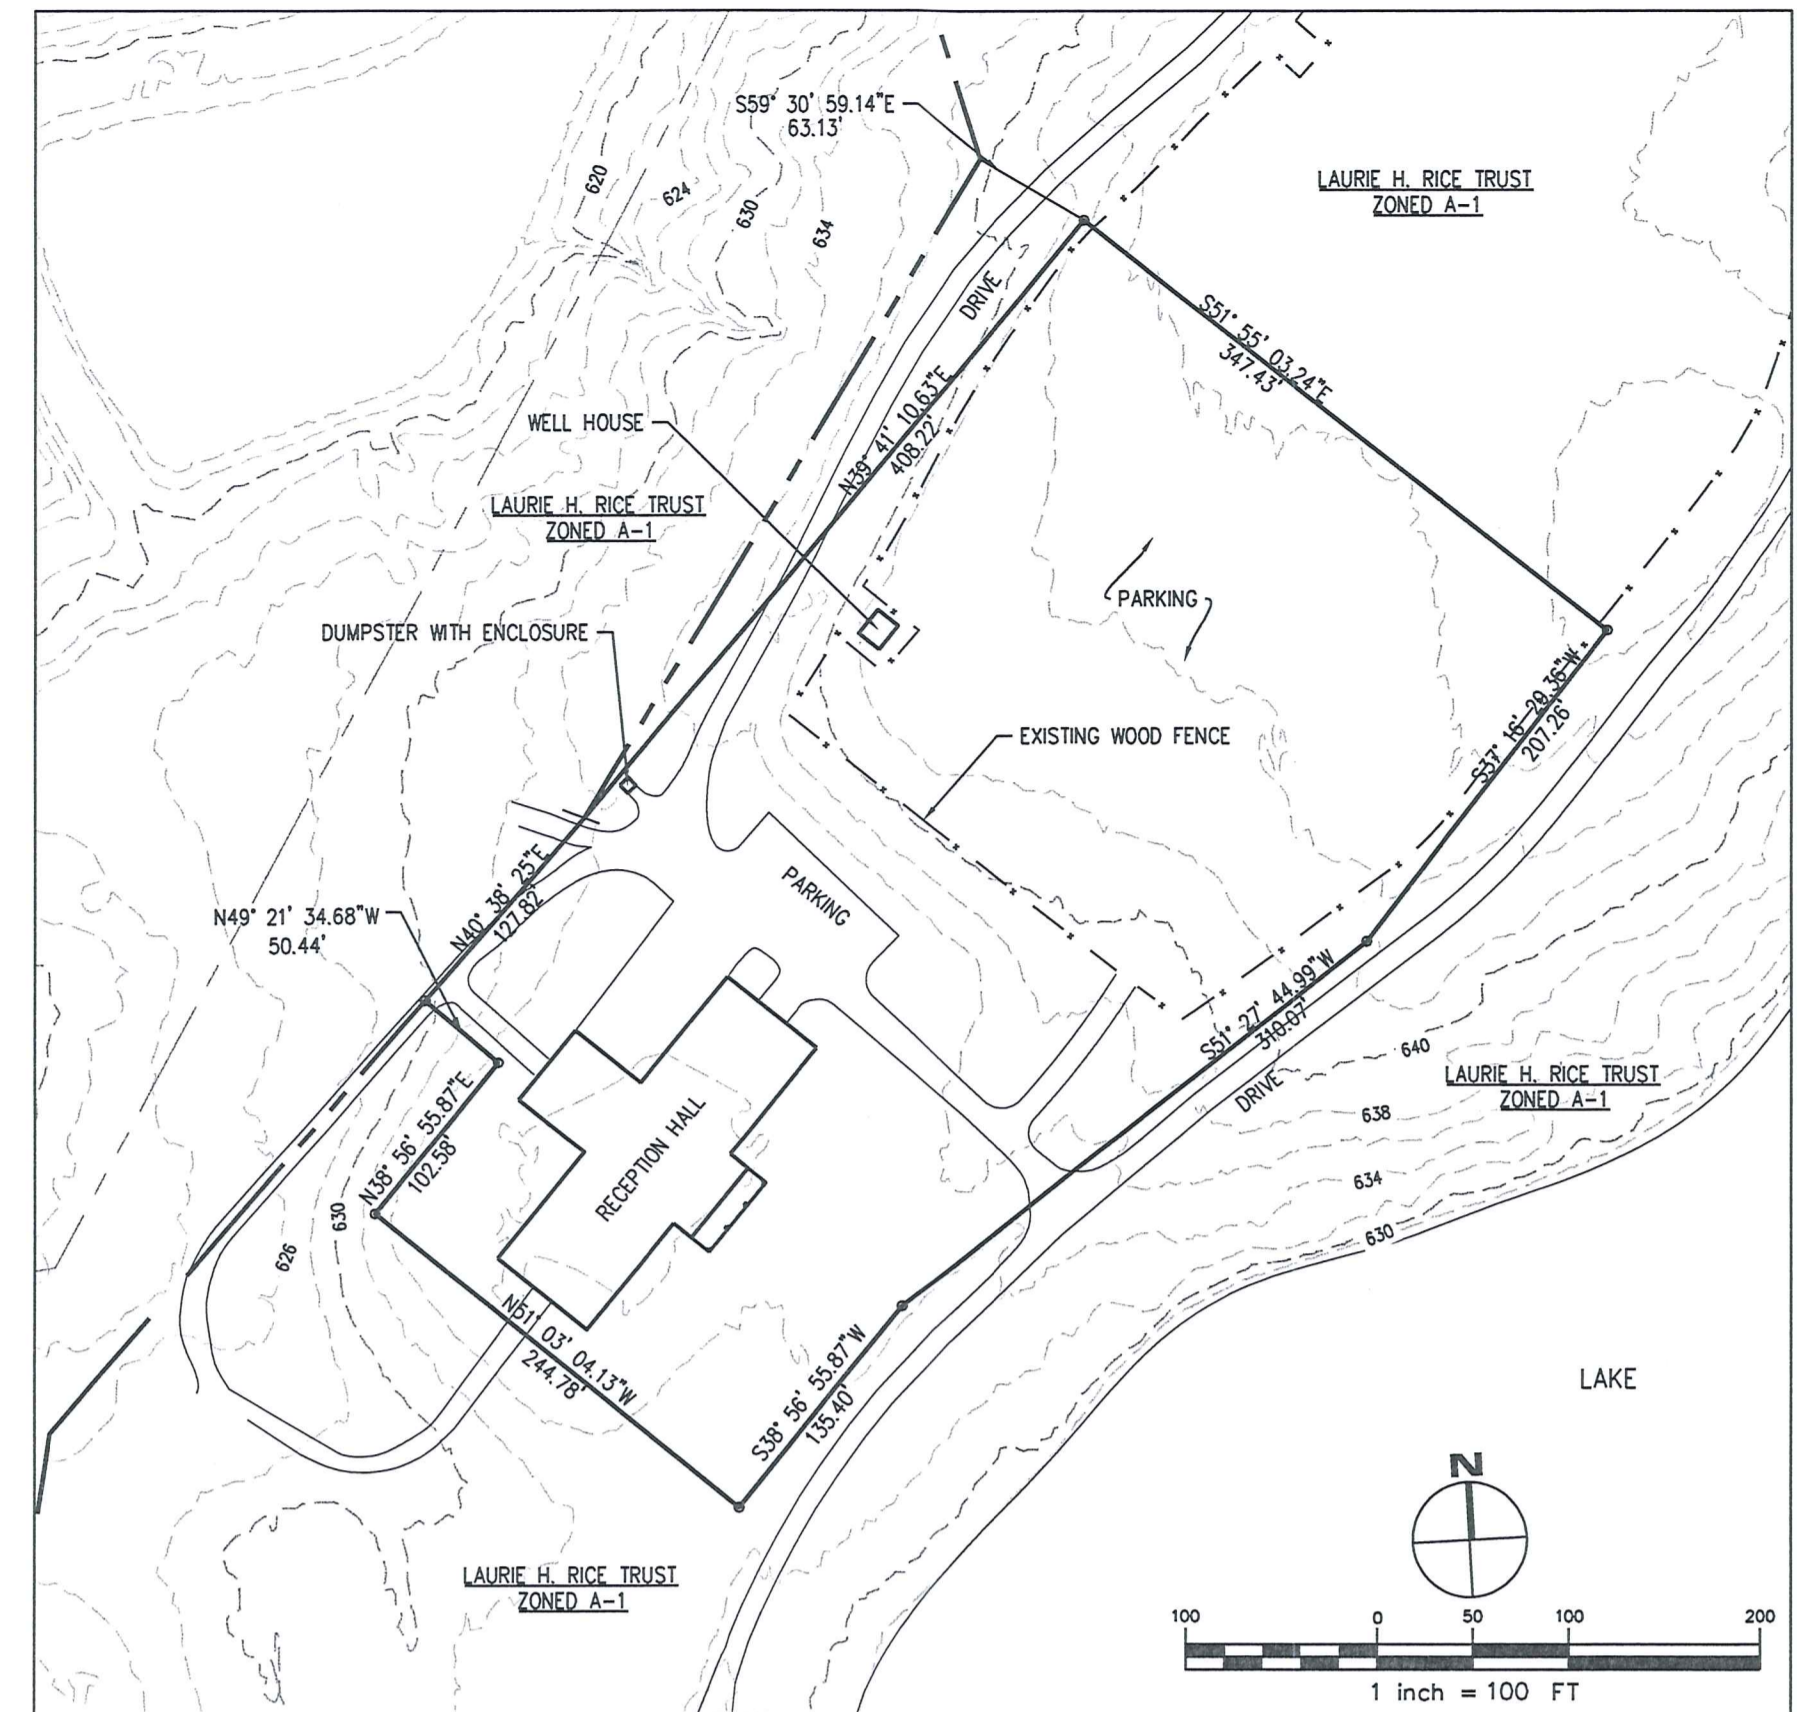 S59° 30' 59.14"E
63.13'
LAURIE H. RICE TRUST
ZONED A-1
620
624
630
634
DRIVE
S51° 55' 03.24"E
347.43'
N39° 41' 10.63"E
408.22'
WELL HOUSE
LAURIE H. RICE TRUST
ZONED A-1
PARKING
DUMPSTER WITH ENCLOSURE
S37° 16' 29.36"W
207.26'
EXISTING WOOD FENCE
PARKING
N40° 38' 25"E
127.82'
N49° 21' 34.68"W
50.44'
S51° 27' 44.99"W
310.07'
DRIVE
640
LAURIE H. RICE TRUST
ZONED A-1
638
634
630
RECEPTION HALL
N38° 56' 55.87"E
102.58'
630
626
N51° 03' 04.13"W
244.78'
S38° 56' 55.87"W
135.40'
LAKE
N
LAURIE H. RICE TRUST
ZONED A-1
100 0 50 100 200
1 inch = 100 FT